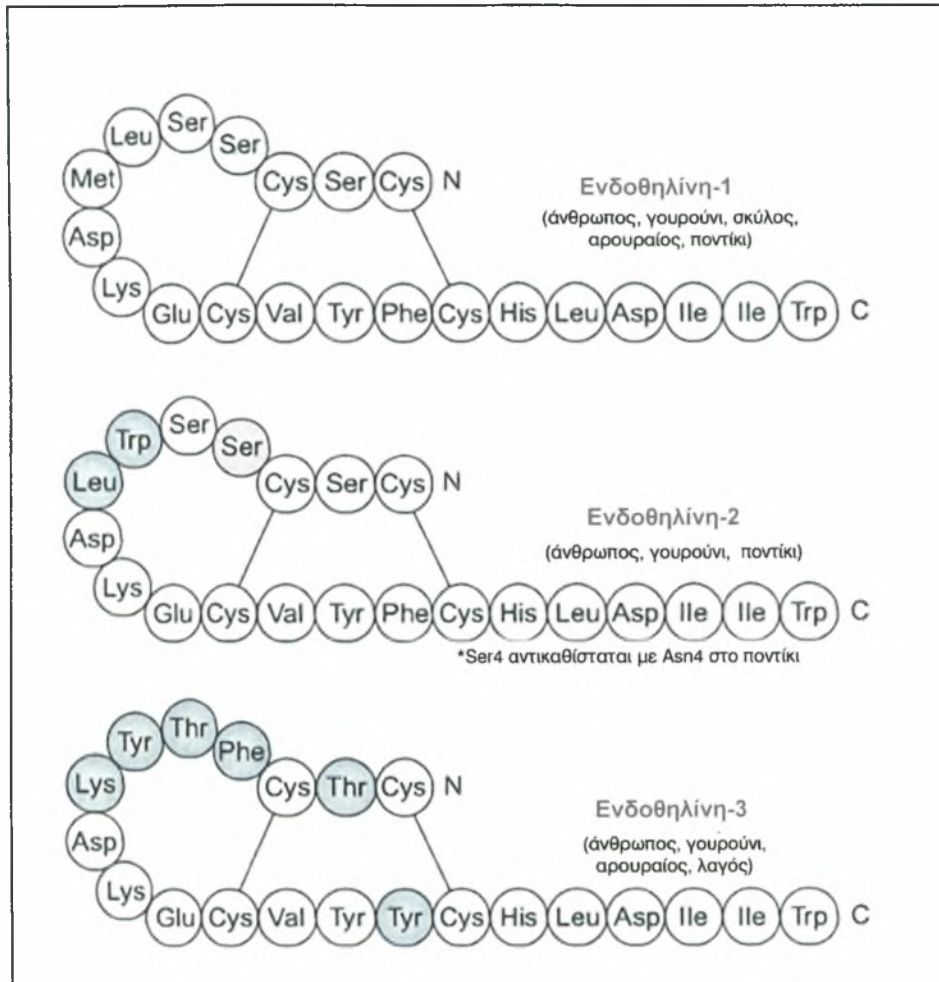 Leu Ser Ser
Met Cys Ser Cys N
Asp
Lys
Glu Cys Val Tyr Phe Cys His Leu Asp Ile Ile Trp C
Ενδοθηλίνη-1
(άνθρωπος, γουρούνι, σκύλος,
αρουραίος, ποντίκι)
Trp Ser Ser
Leu Cys Ser Cys N
Asp
Lys
Glu Cys Val Tyr Phe Cys His Leu Asp Ile Ile Trp C
Ενδοθηλίνη-2
(άνθρωπος, γουρούνι, ποντίκι)
*Ser4 αντικαθίσταται με Asn4 στο ποντίκι
Tyr Thr Phe
Lys Cys Thr Cys N
Asp
Lys
Glu Cys Val Tyr Tyr Cys His Leu Asp Ile Ile Trp C
Ενδοθηλίνη-3
(άνθρωπος, γουρούνι,
αρουραίος, λαγός)